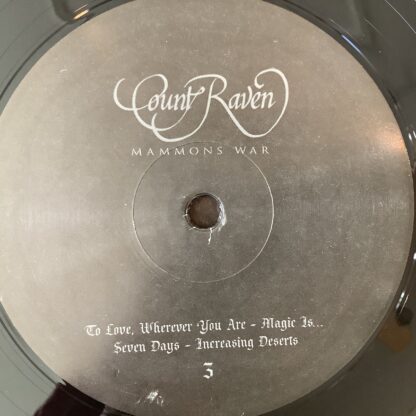 Count Raven
MAMMONS WAR
To Love, Wherever You Are - Magic Is...
Seven Days - Increasing Deserts
3